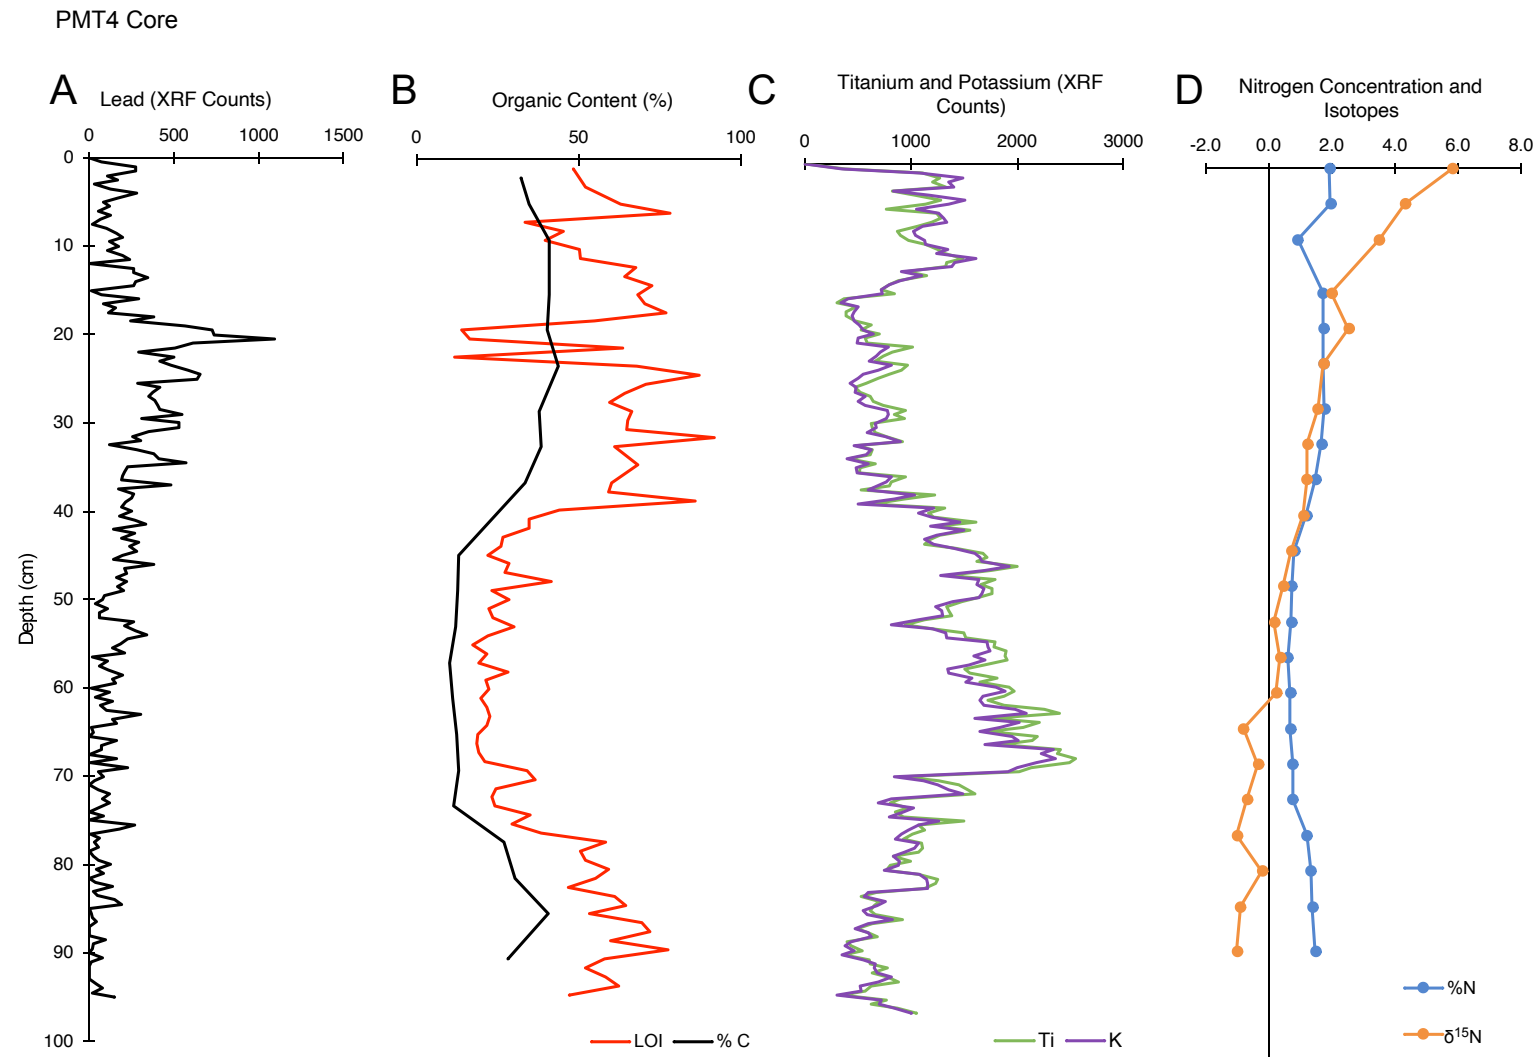 PMT4 Core
A
Lead (XRF Counts)
0 500 1000 1500
0
10
20
30
40
50
60
70
80
90
100
Depth (cm)
B
Organic Content (%)
0 50 100
LOI % C
C
Titanium and Potassium (XRF
Counts)
0 1000 2000 3000
Ti K
D
Nitrogen Concentration and
Isotopes
-2.0 0.0 2.0 4.0 6.0 8.0
%N
δ¹⁵N